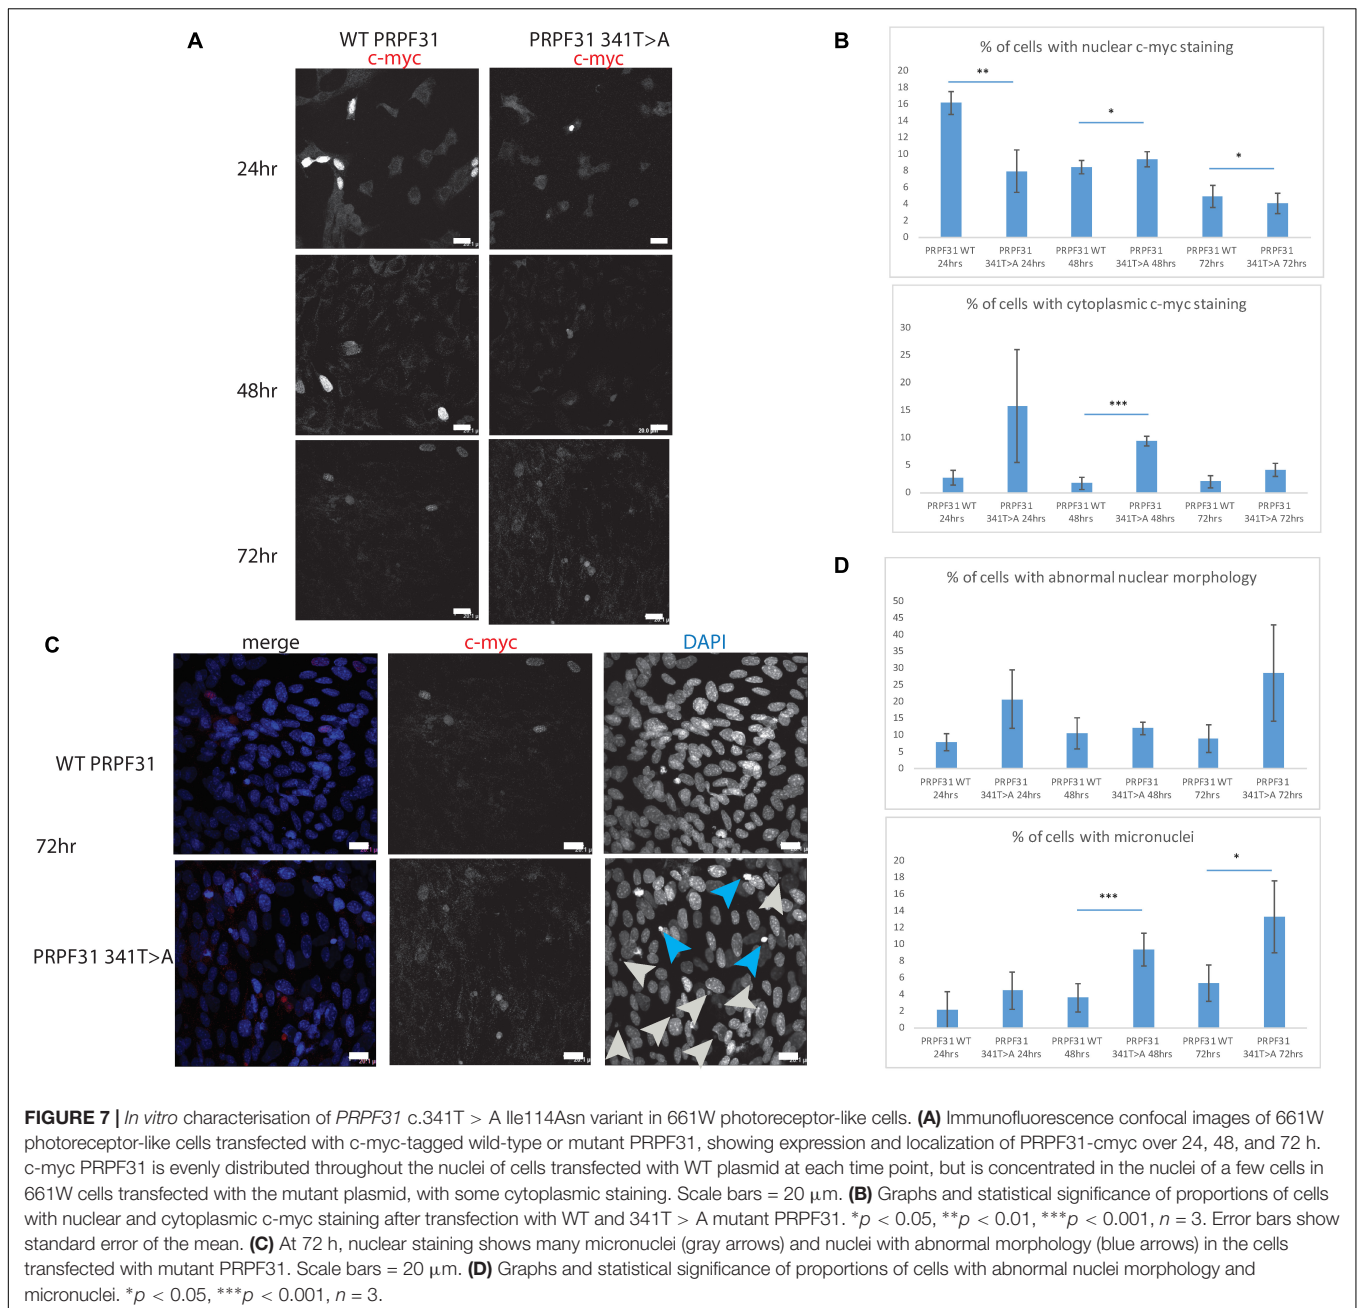 A
WT PRPF31
c-myc
PRPF31 341T>A
c-myc
24hr
48hr
72hr
20.0 µm
B
% of cells with nuclear c-myc staining
20
18
16
14
12
10
8
6
4
2
0
**
*
*
PRPF31 WT 24hrs
PRPF31 341T>A 24hrs
PRPF31 WT 48hrs
PRPF31 341T>A 48hrs
PRPF31 WT 72hrs
PRPF31 341T>A 72hrs
% of cells with cytoplasmic c-myc staining
30
25
20
15
10
5
0
***
PRPF31 WT 24hrs
PRPF31 341T>A 24hrs
PRPF31 WT 48hrs
PRPF31 341T>A 48hrs
PRPF31 WT 72hrs
PRPF31 341T>A 72hrs
C
merge
c-myc
DAPI
WT PRPF31
72hr
PRPF31 341T>A
D
% of cells with abnormal nuclear morphology
50
45
40
35
30
25
20
15
10
5
0
PRPF31 WT 24hrs
PRPF31 341T>A 24hrs
PRPF31 WT 48hrs
PRPF31 341T>A 48hrs
PRPF31 WT 72hrs
PRPF31 341T>A 72hrs
% of cells with micronuclei
20
18
16
14
12
10
8
6
4
2
0
***
*
PRPF31 WT 24hrs
PRPF31 341T>A 24hrs
PRPF31 WT 48hrs
PRPF31 341T>A 48hrs
PRPF31 WT 72hrs
PRPF31 341T>A 72hrs
FIGURE 7 | In vitro characterisation of PRPF31 c.341T > A Ile114Asn variant in 661W photoreceptor-like cells. (A) Immunofluorescence confocal images of 661W
photoreceptor-like cells transfected with c-myc-tagged wild-type or mutant PRPF31, showing expression and localization of PRPF31-cmyc over 24, 48, and 72 h.
c-myc PRPF31 is evenly distributed throughout the nuclei of cells transfected with WT plasmid at each time point, but is concentrated in the nuclei of a few cells in
661W cells transfected with the mutant plasmid, with some cytoplasmic staining. Scale bars = 20 μm. (B) Graphs and statistical significance of proportions of cells
with nuclear and cytoplasmic c-myc staining after transfection with WT and 341T > A mutant PRPF31. *p < 0.05, **p < 0.01, ***p < 0.001, n = 3. Error bars show
standard error of the mean. (C) At 72 h, nuclear staining shows many micronuclei (gray arrows) and nuclei with abnormal morphology (blue arrows) in the cells
transfected with mutant PRPF31. Scale bars = 20 μm. (D) Graphs and statistical significance of proportions of cells with abnormal nuclei morphology and
micronuclei. *p < 0.05, ***p < 0.001, n = 3.